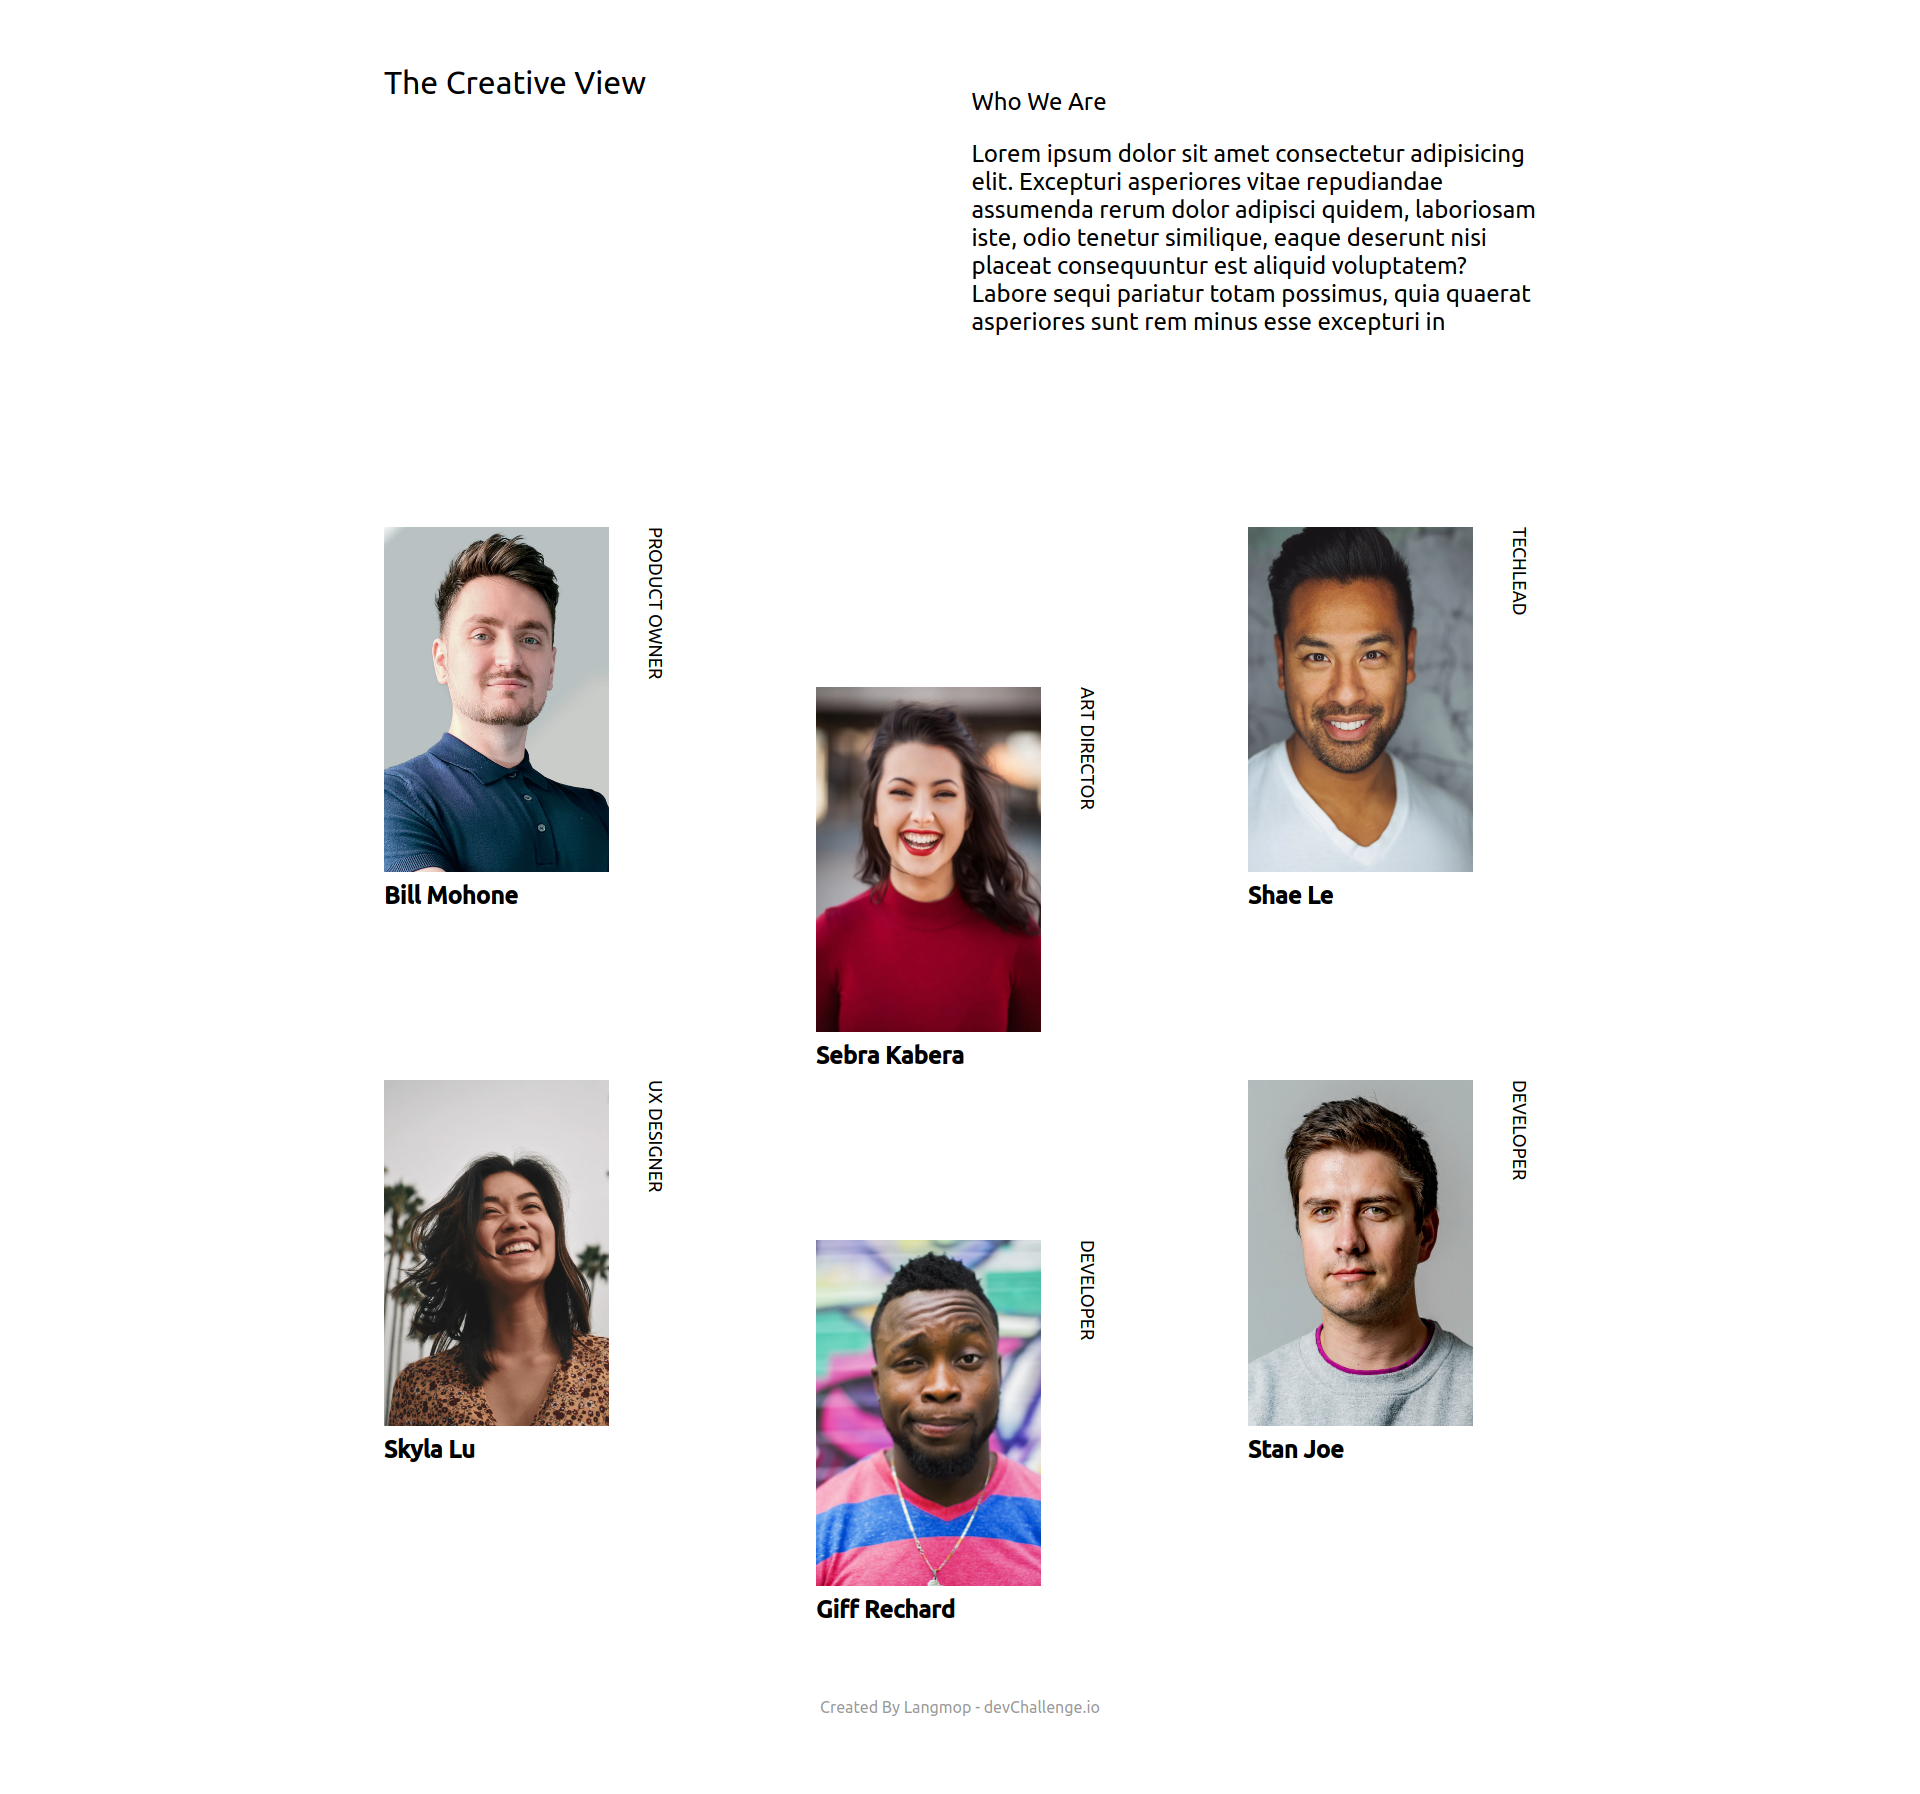 The Creative View
Who We Are
Lorem ipsum dolor sit amet consectetur adipisicing
elit. Excepturi asperiores vitae repudiandae
assumenda rerum dolor adipisci quidem, laboriosam
iste, odio tenetur similique, eaque deserunt nisi
placeat consequuntur est aliquid voluptatem?
Labore sequi pariatur totam possimus, quia quaerat
asperiores sunt rem minus esse excepturi in
PRODUCT OWNER
Bill Mohone
ART DIRECTOR
Sebra Kabera
TECHLEAD
Shae Le
UX DESIGNER
Skyla Lu
DEVELOPER
Giff Rechard
DEVELOPER
Stan Joe
Created By Langmop - devChallenge.io